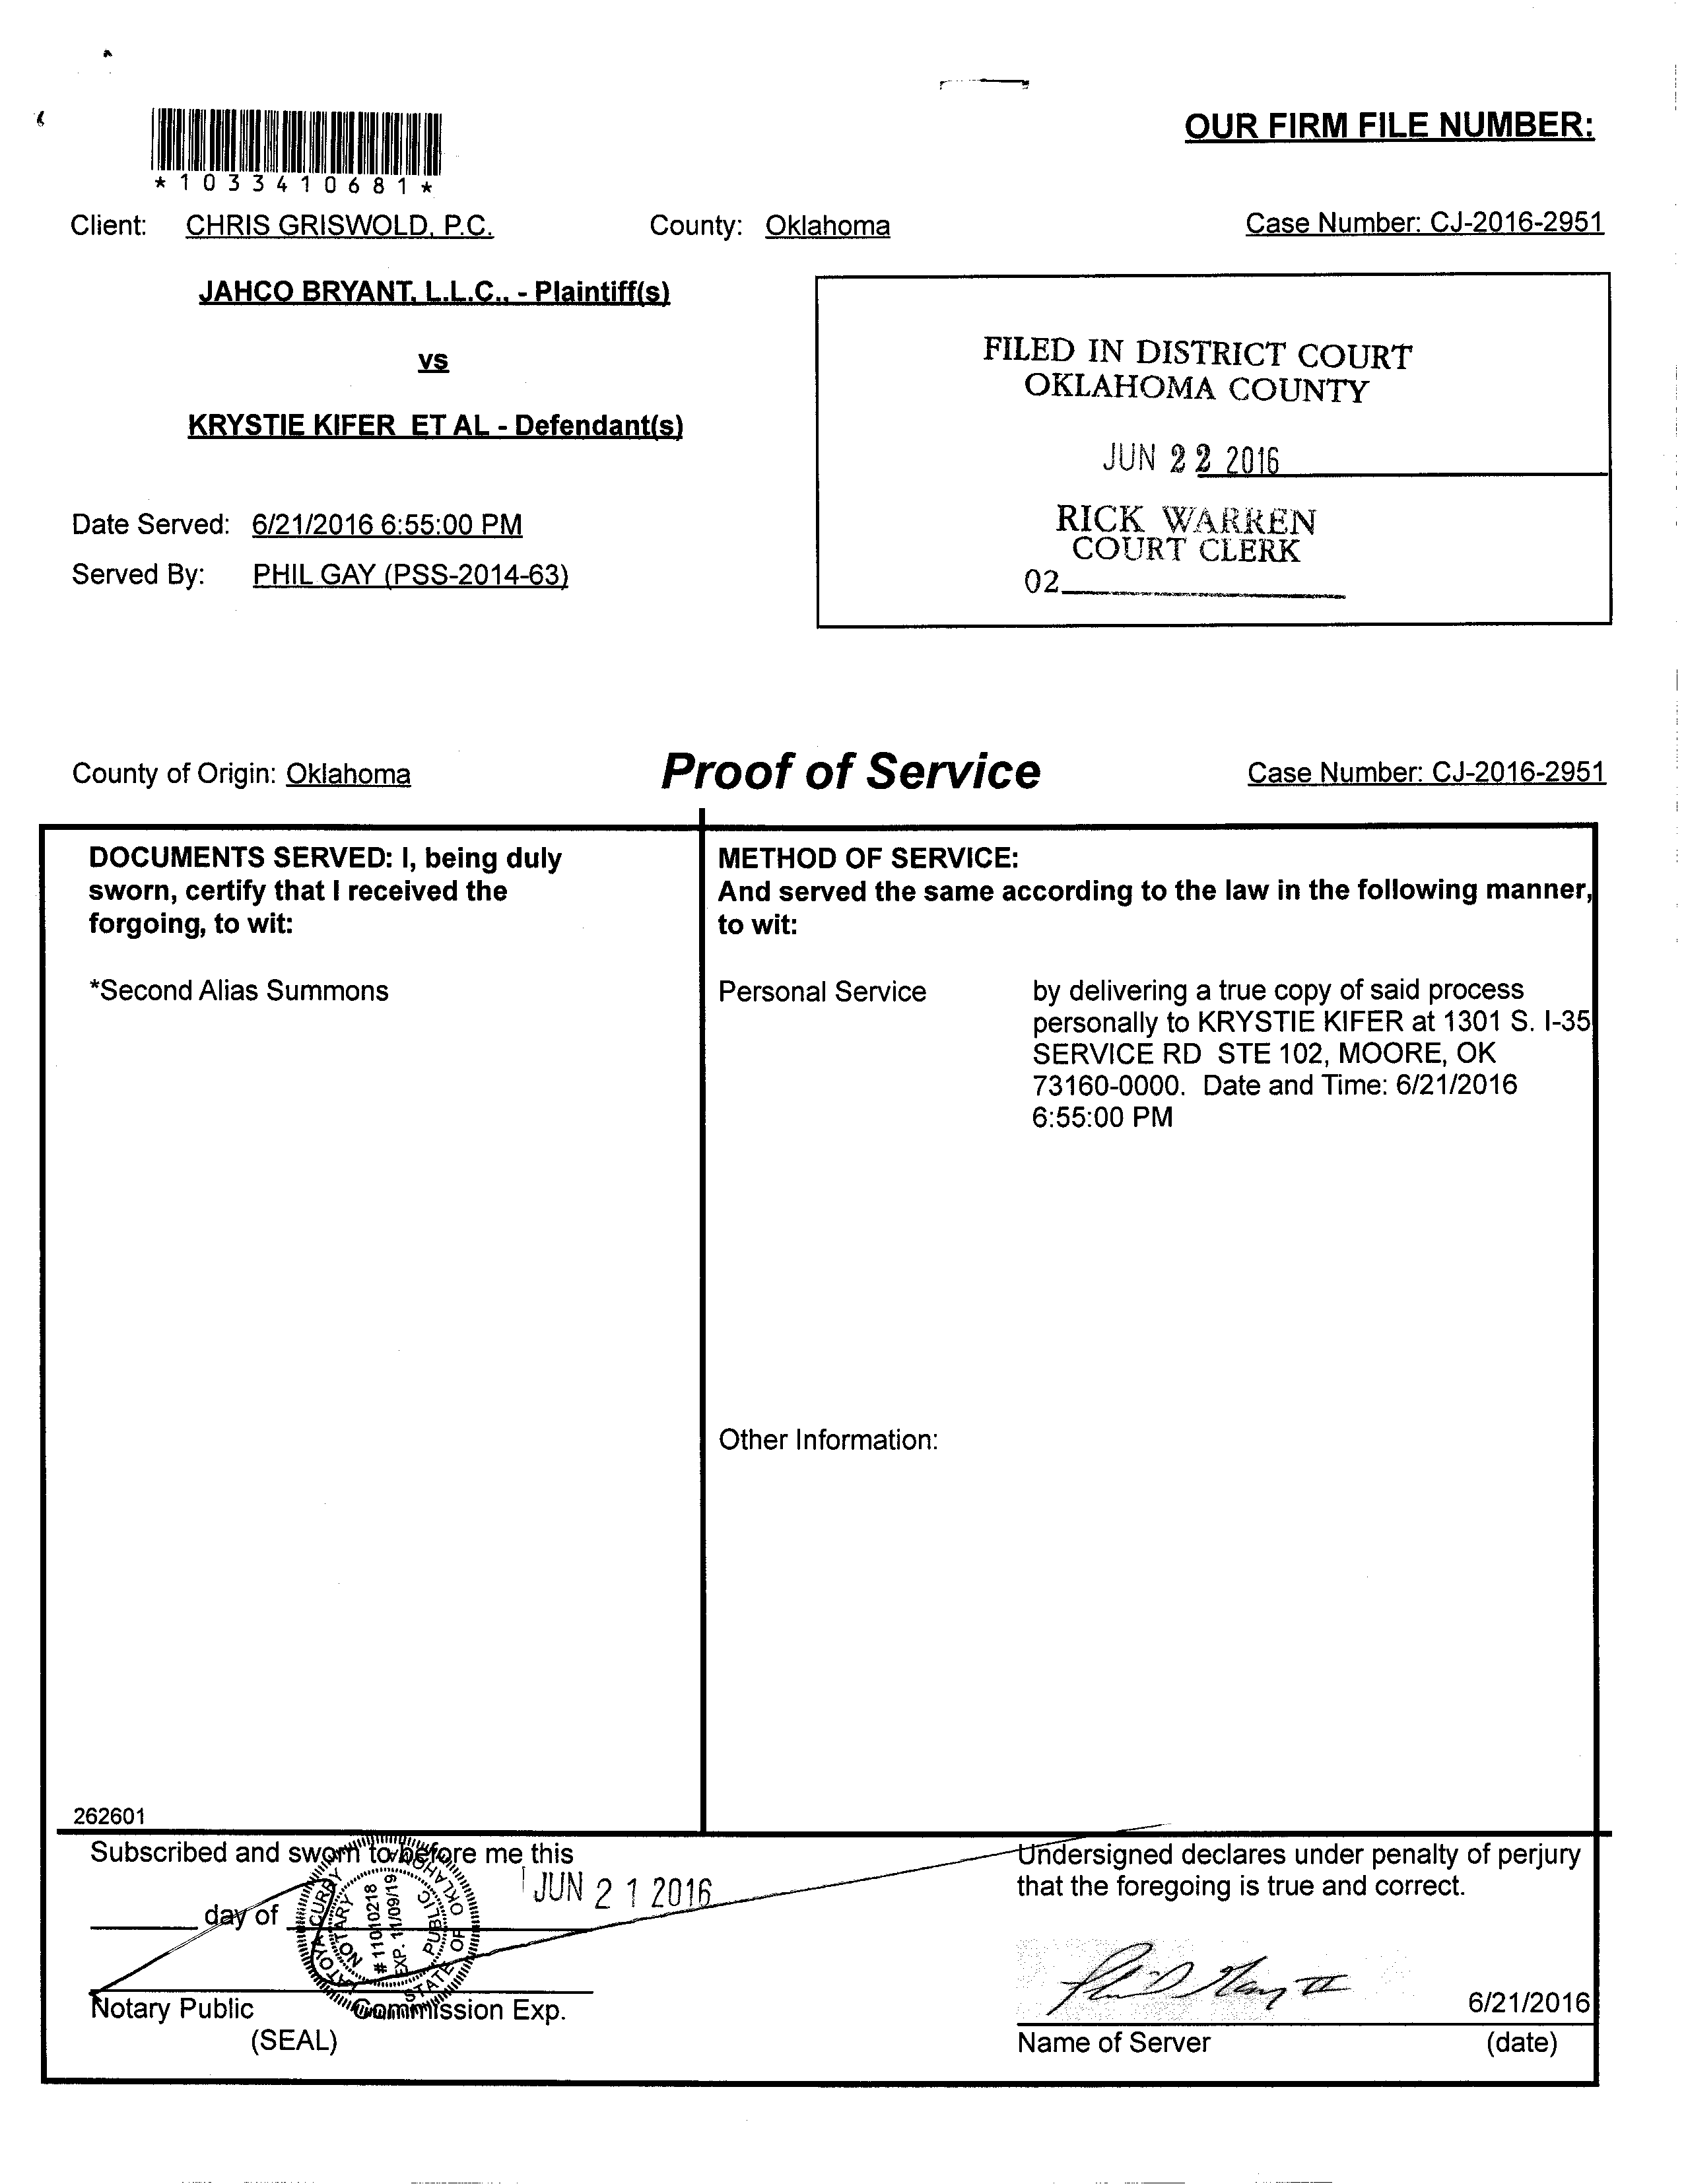 OUR FIRM FILE NUMBER:
*1033410681*
Client: CHRIS GRISWOLD, P.C. County: Oklahoma Case Number: CJ-2016-2951
JAHCO BRYANT, L.L.C., - Plaintiff(s)
vs
KRYSTIE KIFER ET AL - Defendant(s)
FILED IN DISTRICT COURT
OKLAHOMA COUNTY
JUN 22 2016
RICK WARREN
COURT CLERK
02
Date Served: 6/21/2016 6:55:00 PM
Served By: PHIL GAY (PSS-2014-63)
County of Origin: Oklahoma Proof of Service Case Number: CJ-2016-2951
DOCUMENTS SERVED: I, being duly
sworn, certify that I received the
forgoing, to wit:
*Second Alias Summons
METHOD OF SERVICE:
And served the same according to the law in the following manner,
to wit:
Personal Service by delivering a true copy of said process
personally to KRYSTIE KIFER at 1301 S. I-35
SERVICE RD STE 102, MOORE, OK
73160-0000. Date and Time: 6/21/2016
6:55:00 PM
Other Information:
262601
Subscribed and sworn to before me this
JUN 21 2016
day of
LATOYA CURRY
NOTARY PUBLIC
STATE OF OKLAHOMA
# 11010218
EXP. 11/09/19
Notary Public Commission Exp.
(SEAL)
Undersigned declares under penalty of perjury
that the foregoing is true and correct.
Phil D Gay II
6/21/2016
Name of Server (date)